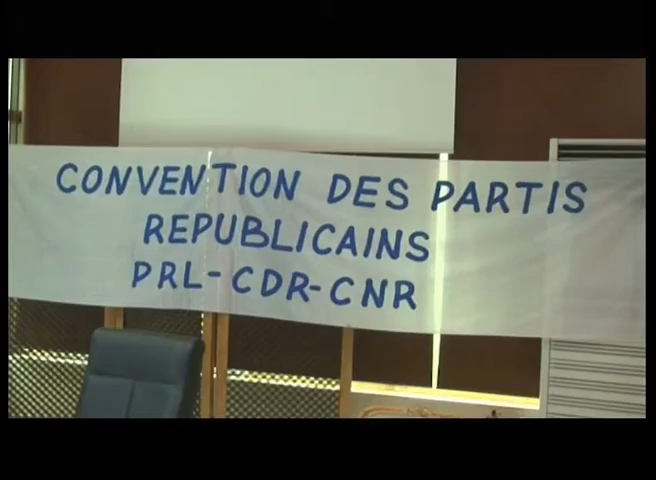 CONVENTION DES PARTIS
REPUBLICAINS
PRL-CDR-CNR